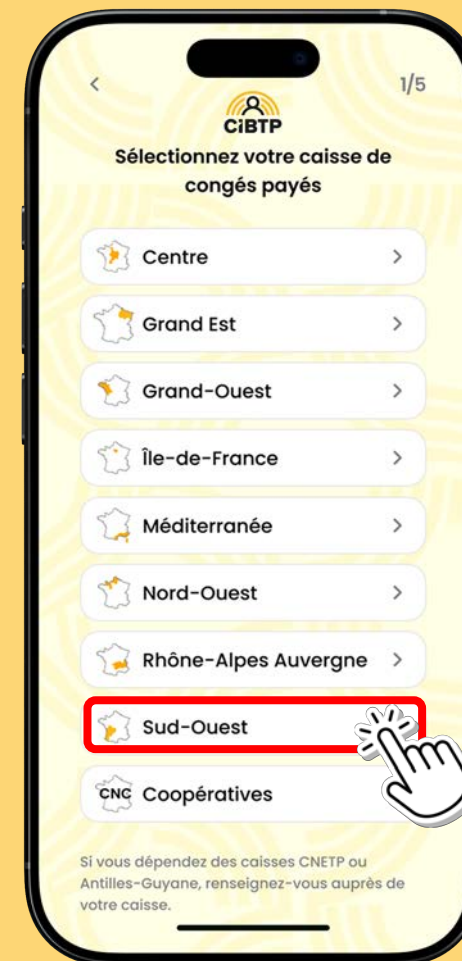 1/5
CiBTP
Sélectionnez votre caisse de
congés payés
Centre
Grand Est
Grand-Ouest
Île-de-France
Méditerranée
Nord-Ouest
Rhône-Alpes Auvergne
Sud-Ouest
CNC Coopératives
Si vous dépendez des caisses CNETP ou
Antilles-Guyane, renseignez-vous auprès de
votre caisse.